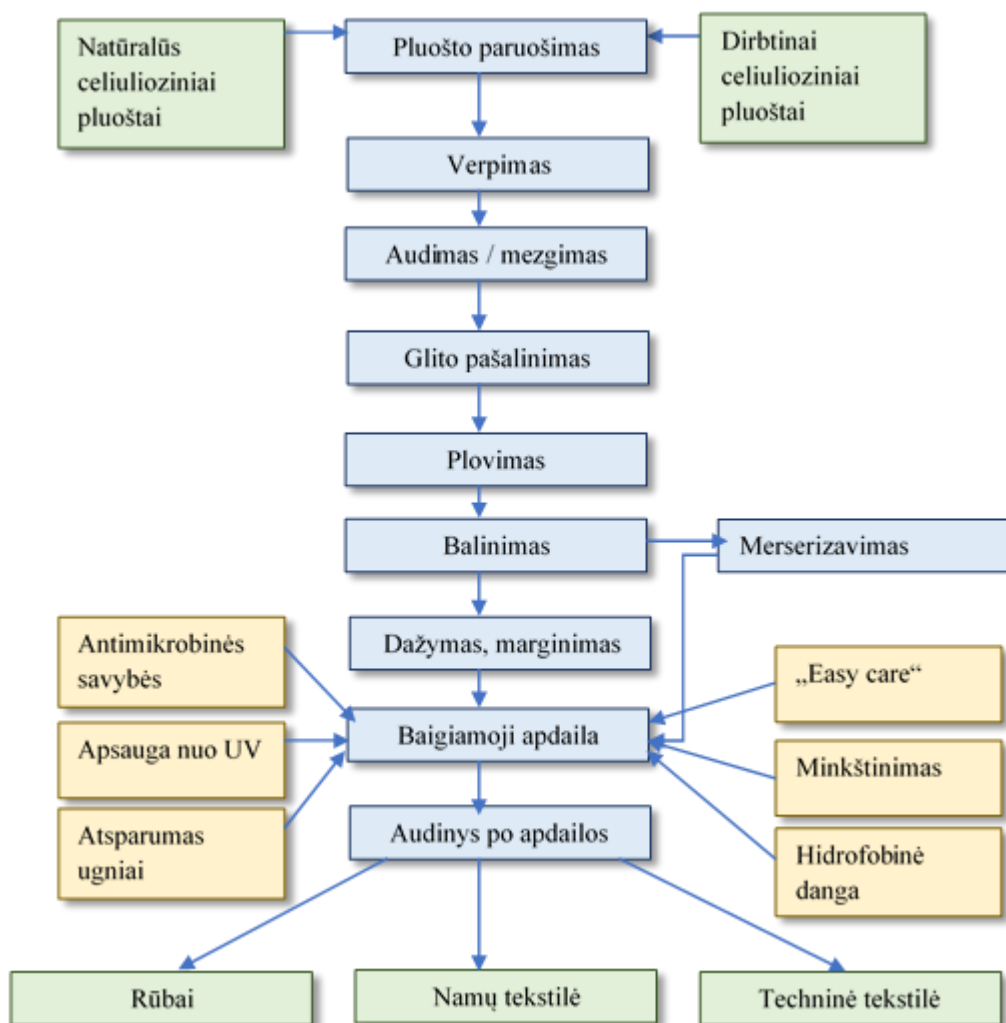 Natūralūs
celiulioziniai
pluoštai
Pluošto paruošimas
Dirbtinai
celiulioziniai
pluoštai
Verpimas
Audimas / mezgimas
Glito pašalinimas
Plovimas
Balinimas
Merserizavimas
Dažymas, marginimas
Antimikrobinės
savybės
Apsauga nuo UV
Atsparumas
ugniai
Baigiamoji apdaila
„Easy care“
Minkštinimas
Hidrofobinė
danga
Audinys po apdailos
Rūbai
Namų tekstilė
Techninė tekstilė